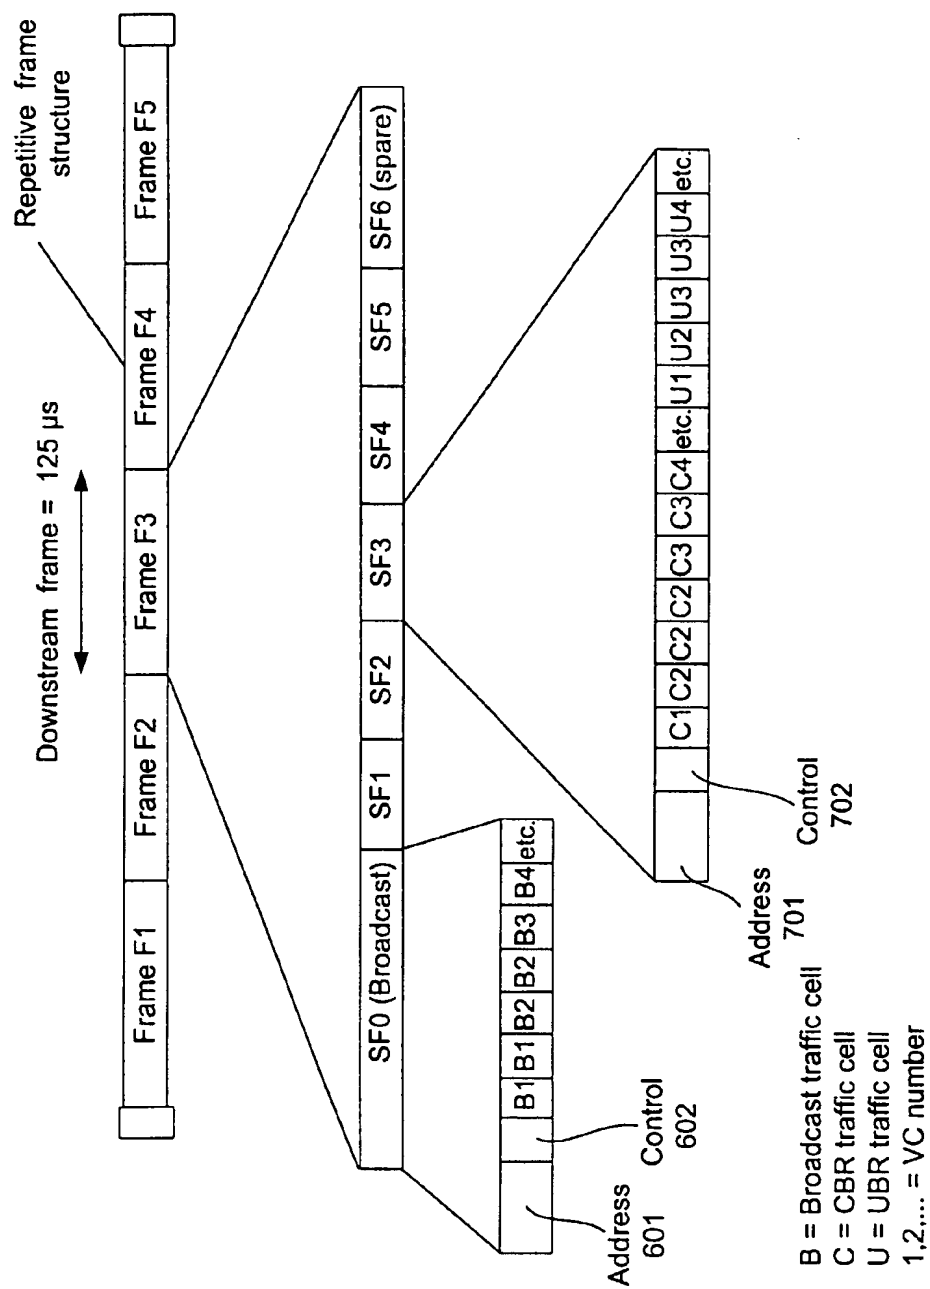 Repetitive frame
structure
Downstream frame = 125 µs
Frame F1
Frame F2
Frame F3
Frame F4
Frame F5
SF0 (Broadcast)
SF1
SF2
SF3
SF4
SF5
SF6 (spare)
B1 B1 B2 B2 B3 B4 etc.
Address
601
Control
602
C1 C2 C2 C2 C3 C3 C4 etc. U1 U2 U3 U3 U4 etc.
Address
701
Control
702
B = Broadcast traffic cell
C = CBR traffic cell
U = UBR traffic cell
1,2,... = VC number